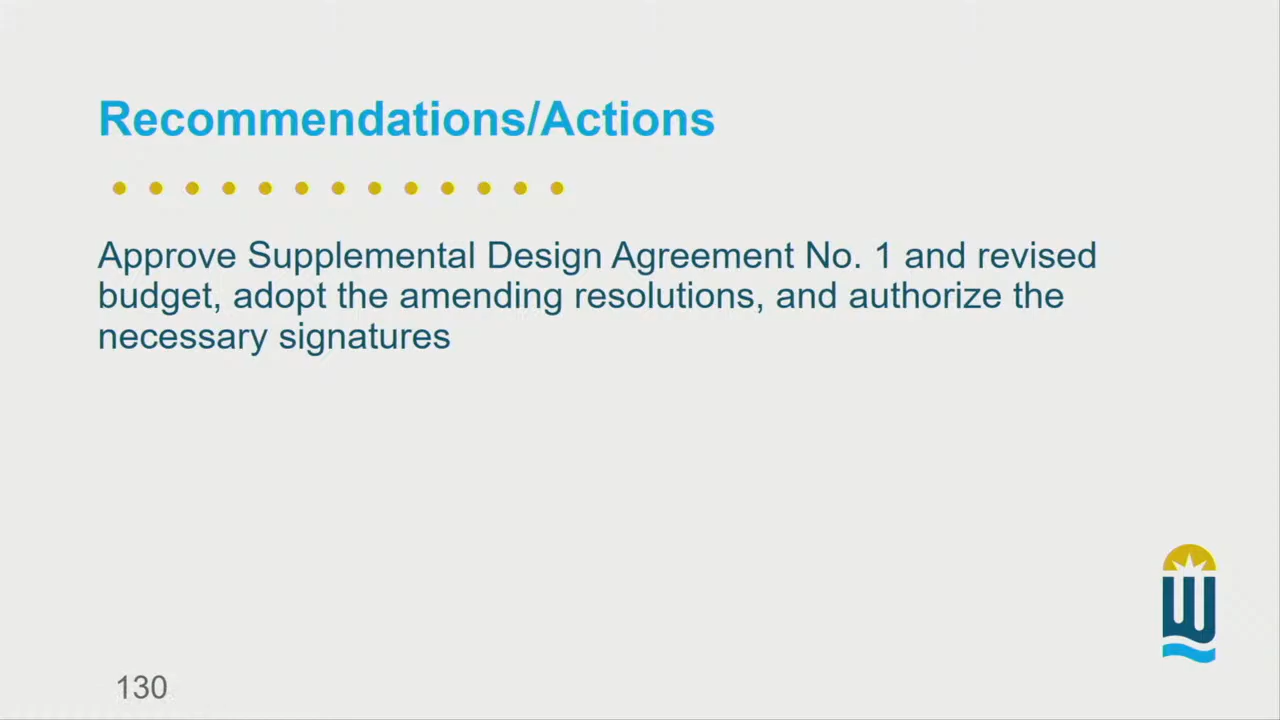 Recommendations/Actions
Approve Supplemental Design Agreement No. 1 and revised
budget, adopt the amending resolutions, and authorize the
necessary signatures
130